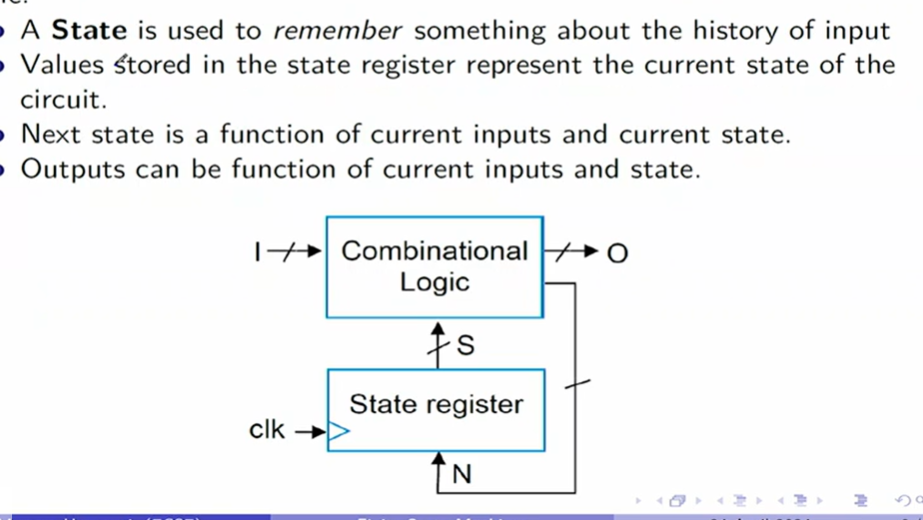 A State is used to remember something about the history of input
Values stored in the state register represent the current state of the
circuit.
Next state is a function of current inputs and current state.
Outputs can be function of current inputs and state.
I
Combinational
Logic
O
S
State register
clk
N